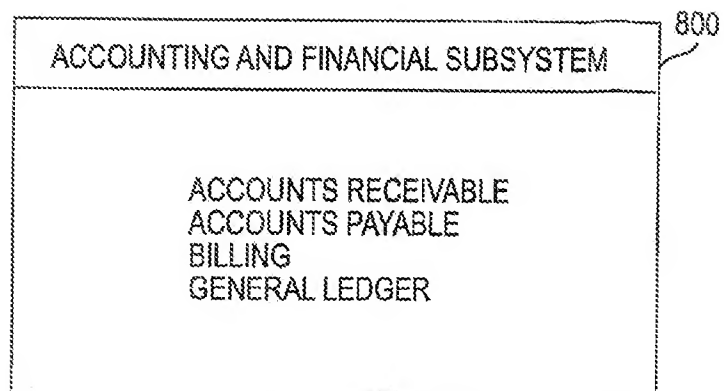 800
ACCOUNTING AND FINANCIAL SUBSYSTEM
ACCOUNTS RECEIVABLE
ACCOUNTS PAYABLE
BILLING
GENERAL LEDGER